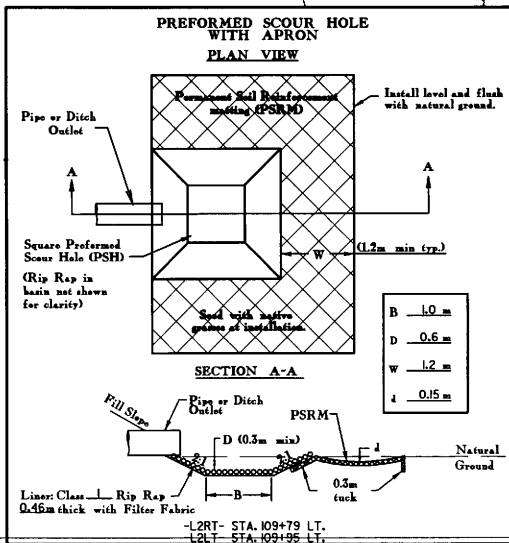 PREFORMED SCOUR HOLE
WITH APRON
PLAN VIEW
Permanent Soil Reinforcement
matting (PSRM)
Install level and flush
with natural ground.
Pipe or Ditch
Outlet
A
A
Square Preformed
Scour Hole (PSH)
(Rip Rap in
basin not shown
for clarity)
W
(1.2m min typ.)
Seed with native
grasses at installation.
B 1.0 m
D 0.6 m
W 1.2 m
d 0.15 m
SECTION A-A
Fill Slope
Pipe or Ditch
Outlet
D (0.3m min)
PSRM
d
Natural
Ground
B
0.3m
tuck
Liner: Class I Rip Rap
0.46m thick with Filter Fabric
-L2RT- STA. 109+79 LT.
-L2LT- STA. 109+95 LT.